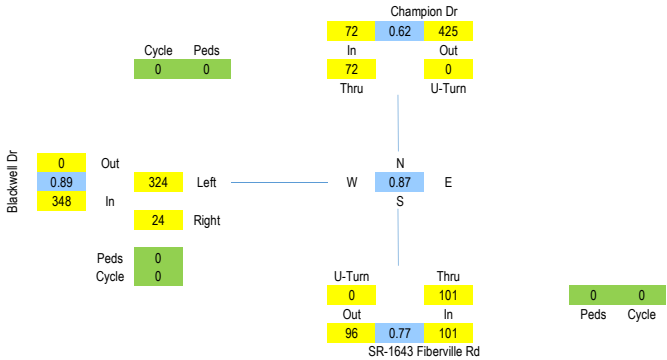 Champion Dr
72 0.62 425
Cycle Peds In Out
0 0 72 0
Thru U-Turn
Blackwell Dr
0 Out N
0.89 324 Left W 0.87 E
348 In S
24 Right
Peds 0
Cycle 0
U-Turn Thru
0 101 0 0
Out In Peds Cycle
96 0.77 101
SR-1643 Fiberville Rd